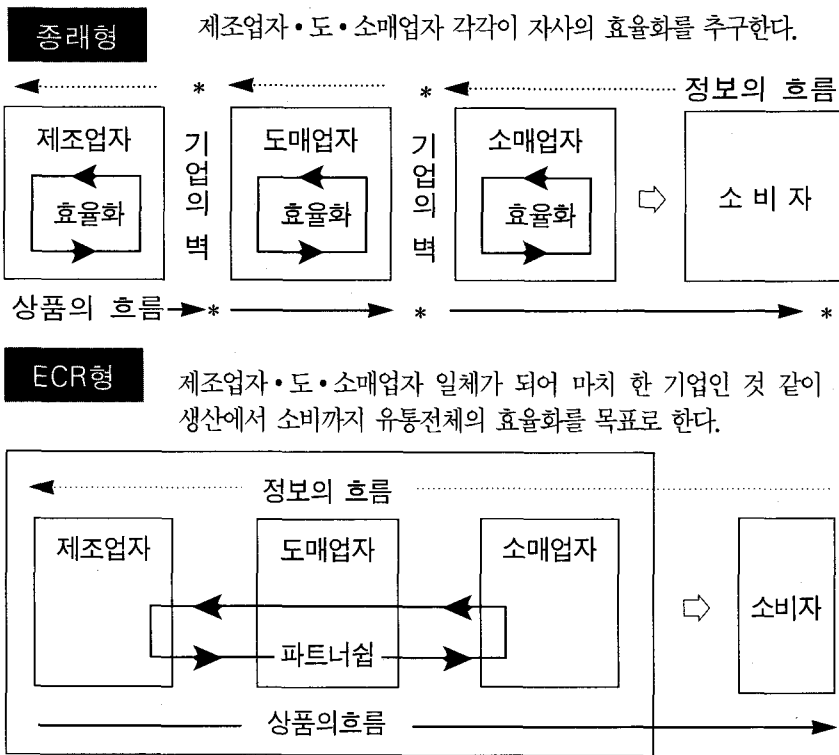 종래형
제조업자•도•소매업자 각각이 자사의 효율화를 추구한다.
* * 정보의 흐름
제조업자
효율화
기업의 벽
도매업자
효율화
기업의 벽
소매업자
효율화
소 비 자
상품의 흐름 * * *
ECR형
제조업자•도•소매업자 일체가 되어 마치 한 기업인 것 같이
생산에서 소비까지 유통전체의 효율화를 목표로 한다.
정보의 흐름
제조업자
도매업자
소매업자
소비자
파트너쉽
상품의흐름